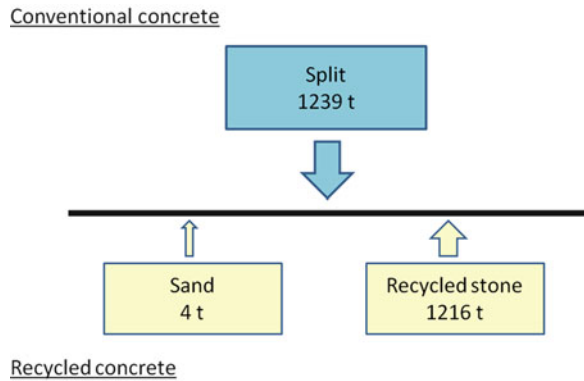 Conventional concrete
Split
1239 t
Sand
4 t
Recycled stone
1216 t
Recycled concrete